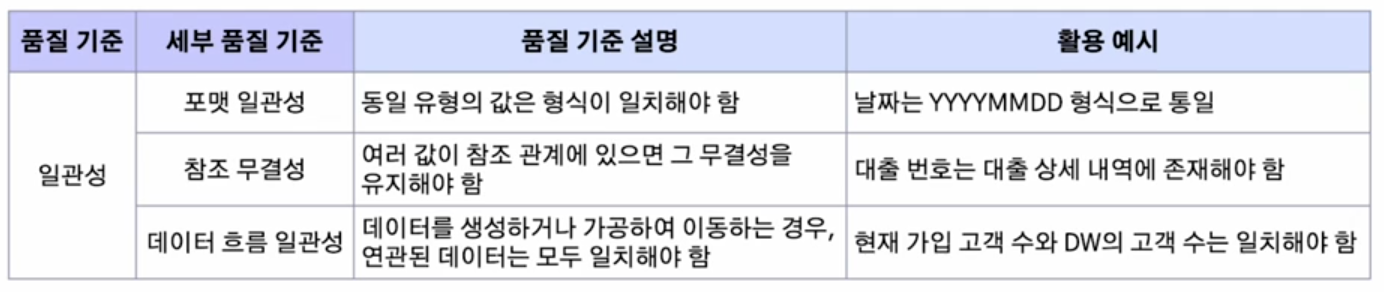 품질 기준
세부 품질 기준
품질 기준 설명
활용 예시
일관성
포맷 일관성
동일 유형의 값은 형식이 일치해야 함
날짜는 YYYYMMDD 형식으로 통일
참조 무결성
여러 값이 참조 관계에 있으면 그 무결성을
유지해야 함
대출 번호는 대출 상세 내역에 존재해야 함
데이터 흐름 일관성
데이터를 생성하거나 가공하여 이동하는 경우,
연관된 데이터는 모두 일치해야 함
현재 가입 고객 수와 DW의 고객 수는 일치해야 함